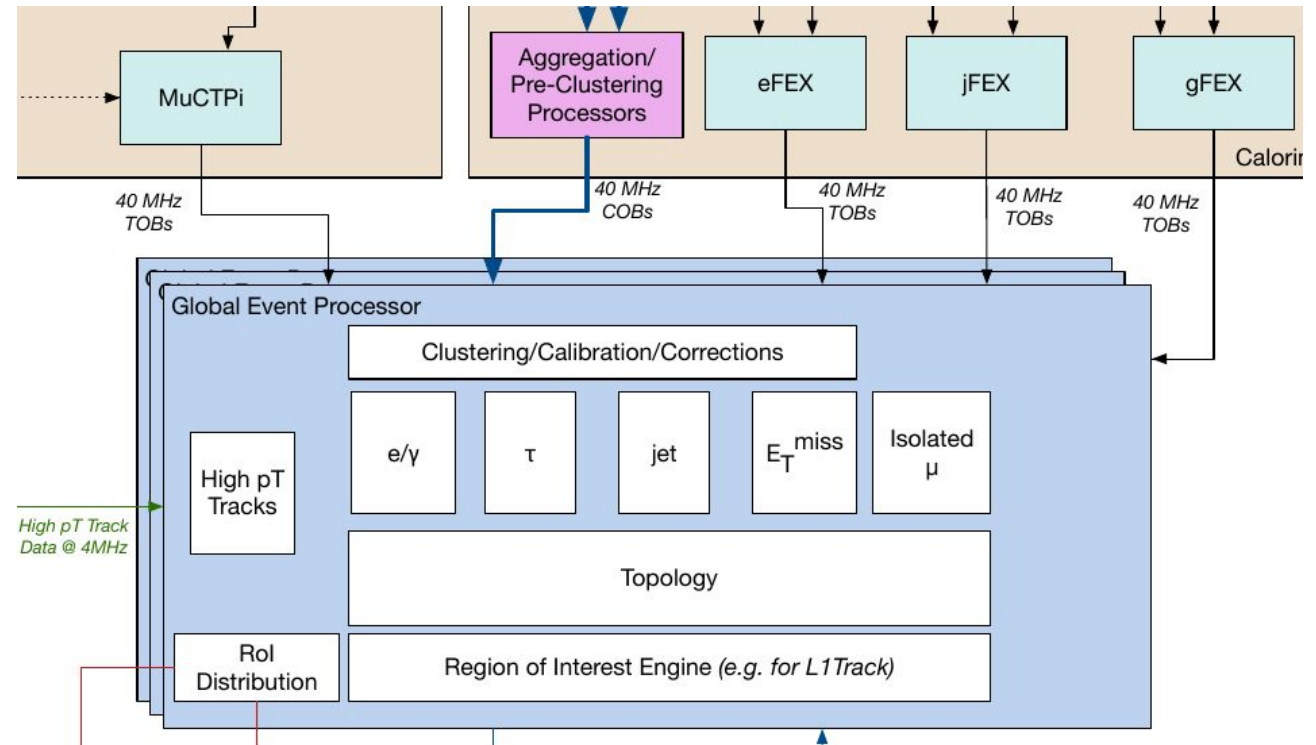 MuCTPi
Aggregation/
Pre-Clustering
Processors
eFEX
jFEX
gFEX
40 MHz
TOBs
40 MHz
COBs
40 MHz
TOBs
40 MHz
TOBs
40 MHz
TOBs
Global Event Processor
Clustering/Calibration/Corrections
High pT
Tracks
e/γ
τ
jet
E_T^miss
Isolated
μ
High pT Track
Data @ 4MHz
Topology
RoI
Distribution
Region of Interest Engine (e.g. for L1Track)